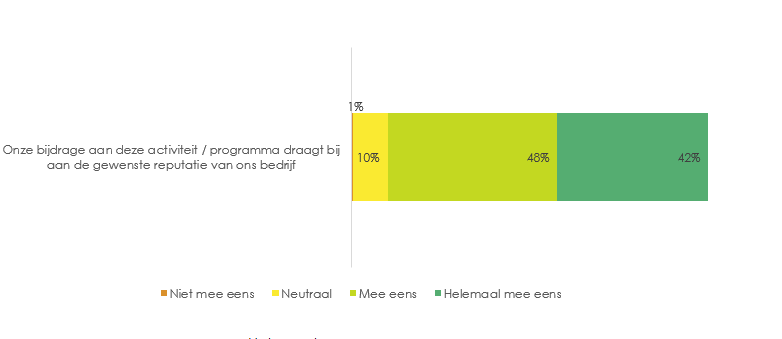 1%
Onze bijdrage aan deze activiteit / programma draagt bij
aan de gewenste reputatie van ons bedrijf
10%
48%
42%
Niet mee eens
Neutraal
Mee eens
Helemaal mee eens